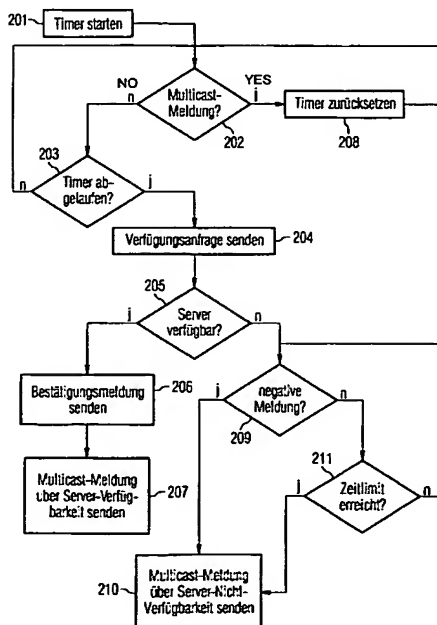 201
Timer starten
NO
YES
n
Multicast-
Meldung?
j
202
Timer zurücksetzen
208
203
n
Timer ab-
gelaufen?
j
Verfügungsanfrage senden
204
205
j
Server
verfügbar?
n
Bestätigungsmeldung
senden
206
j
negative
Meldung?
n
209
Multicast-Meldung
über Server-Verfüg-
barkeit senden
207
211
j
Zeitlimit
erreicht?
n
210
Multicast-Meldung
über Server-Nicht-
Verfügbarkeit senden